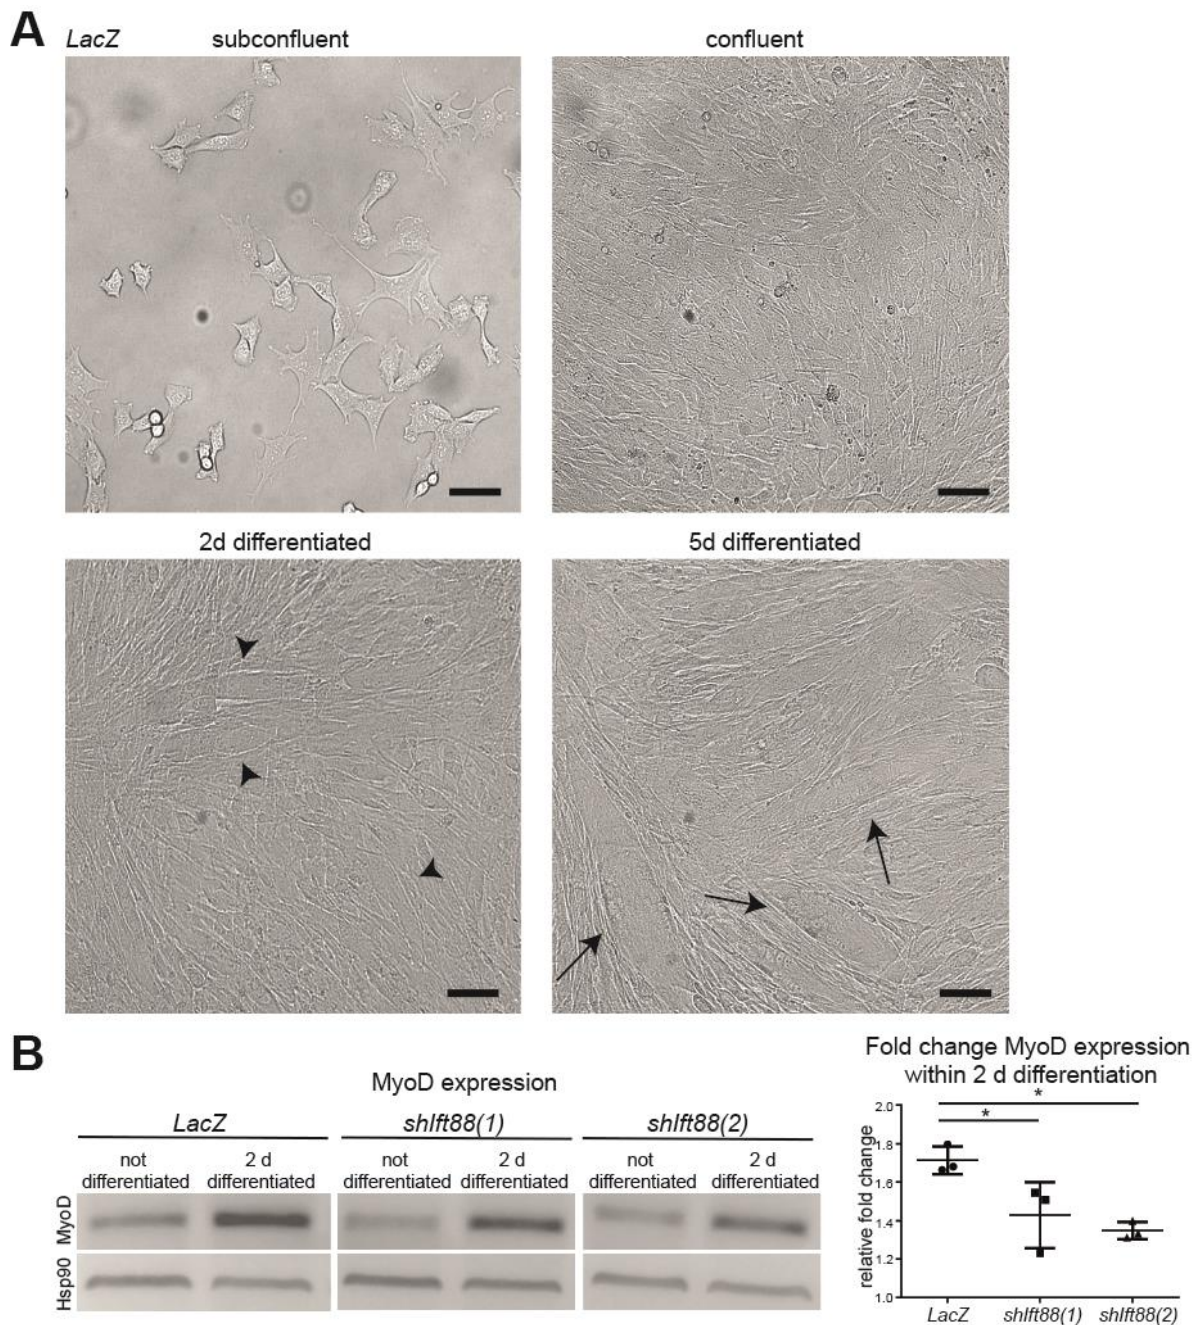 A
LacZ subconfluent confluent
2d differentiated 5d differentiated
B
MyoD expression
LacZ shIft88(1) shIft88(2)
not differentiated 2 d differentiated not differentiated 2 d differentiated not differentiated 2 d differentiated
MyoD
Hsp90
Fold change MyoD expression
within 2 d differentiation
relative fold change
2.0
1.8
1.6
1.4
1.2
1.0
* 
*
LacZ shIft88(1) shIft88(2)